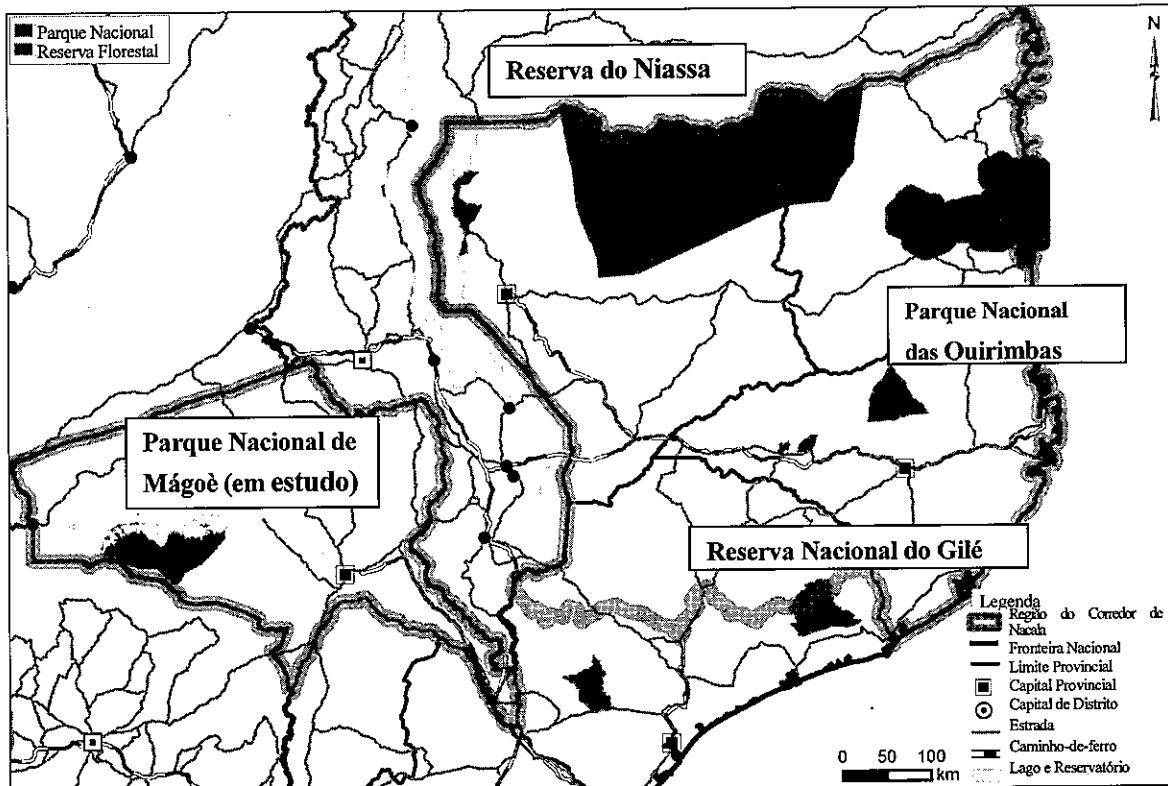 Parque Nacional
Reserva Florestal
N
Reserva do Niassa
Parque Nacional
das Quirimbas
Parque Nacional de
Mágoè (em estudo)
Reserva Nacional do Gilé
Legenda
Região do Corredor de
Nacala
Fronteira Nacional
Limite Provincial
Capital Provincial
Capital de Distrito
Estrada
Caminho-de-ferro
Lago e Reservatório
0 50 100
km